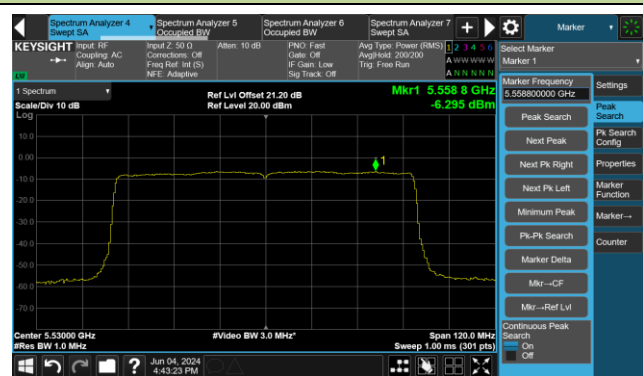 Spectrum Analyzer 4
Swept SA
Spectrum Analyzer 5
Occupied BW
Spectrum Analyzer 6
Occupied BW
Spectrum Analyzer 7
Swept SA
+
Marker
KEYSIGHT
LW
Input: RF
Coupling: AC
Align: Auto
Input Z: 50 Ω
Corrections: Off
Freq Ref: Int (S)
NFE: Adaptive
Atten: 10 dB
PNO: Fast
Gate: Off
IF Gain: Low
Sig Track: Off
Avg Type: Power (RMS)
Avg|Hold: 200/200
Trig: Free Run
1 2 3 4 5 6
A W W W W W
A N N N N N
Select Marker
Marker 1
1 Spectrum
Scale/Div 10 dB
Log
Ref Lvl Offset 21.20 dB
Ref Level 20.00 dBm
Mkr1 5.558 8 GHz
-6.295 dBm
10.0
0.00
-10.0
-20.0
-30.0
-40.0
-50.0
-60.0
-70.0
1
Center 5.53000 GHz
#Res BW 1.0 MHz
#Video BW 3.0 MHz*
Span 120.0 MHz
Sweep 1.00 ms (301 pts)
Marker Frequency
5.558800000 GHz
Peak Search
Next Peak
Next Pk Right
Next Pk Left
Minimum Peak
Pk-Pk Search
Marker Delta
Mkr→CF
Mkr→Ref Lvl
Continuous Peak
Search
On
Off
Settings
Peak
Search
Pk Search
Config
Properties
Marker
Function
Marker→
Counter
?
Jun 04, 2024
4:43:23 PM